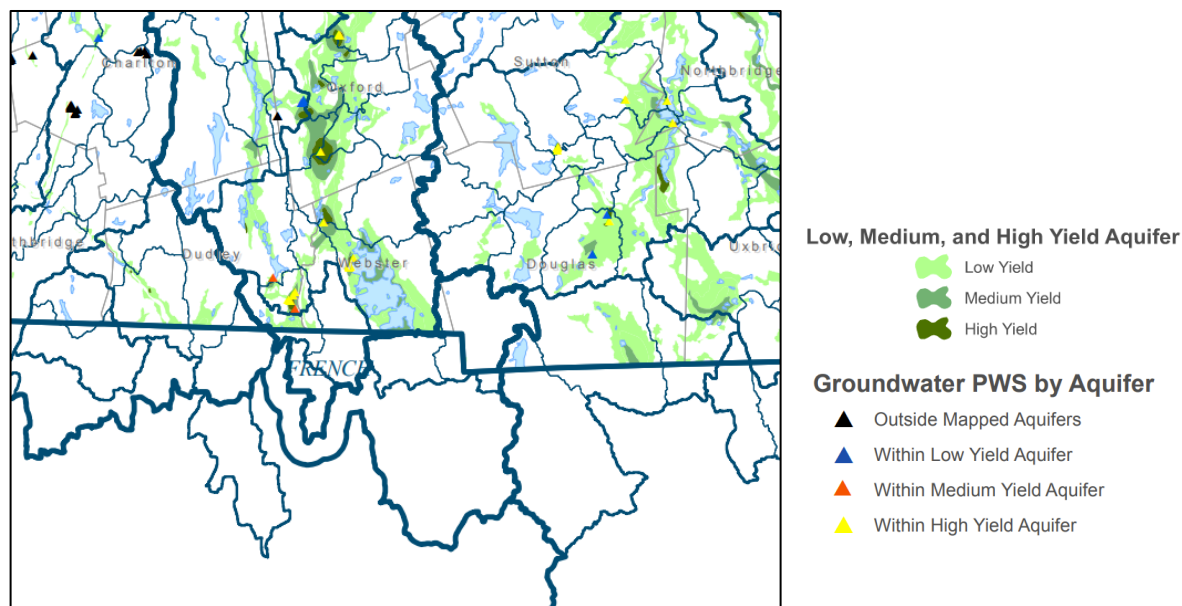 Sutton
Charlton
Northbridge
Oxford
thbridge
Dudley
Webster
Douglas
Uxbrid
FRENCH
Low, Medium, and High Yield Aquifer
Low Yield
Medium Yield
High Yield
Groundwater PWS by Aquifer
Outside Mapped Aquifers
Within Low Yield Aquifer
Within Medium Yield Aquifer
Within High Yield Aquifer